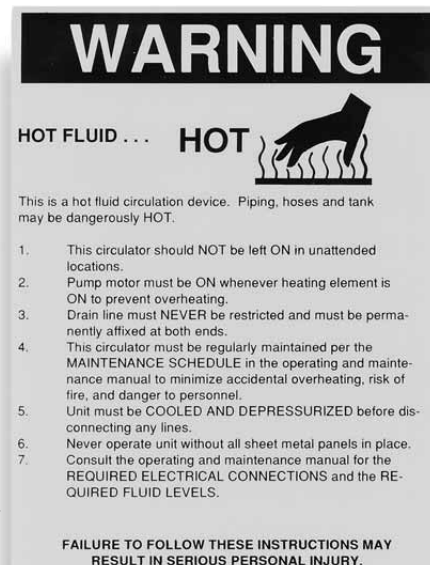 WARNING
HOT FLUID . . . HOT
This is a hot fluid circulation device. Piping, hoses and tank
may be dangerously HOT.
1. This circulator should NOT be left ON in unattended
locations.
2. Pump motor must be ON whenever heating element is
ON to prevent overheating.
3. Drain line must NEVER be restricted and must be perma-
nently affixed at both ends.
4. This circulator must be regularly maintained per the
MAINTENANCE SCHEDULE in the operating and mainte-
nance manual to minimize accidental overheating, risk of
fire, and danger to personnel.
5. Unit must be COOLED AND DEPRESSURIZED before dis-
connecting any lines.
6. Never operate unit without all sheet metal panels in place.
7. Consult the operating and maintenance manual for the
REQUIRED ELECTRICAL CONNECTIONS and the RE-
QUIRED FLUID LEVELS.
FAILURE TO FOLLOW THESE INSTRUCTIONS MAY
RESULT IN SERIOUS PERSONAL INJURY.